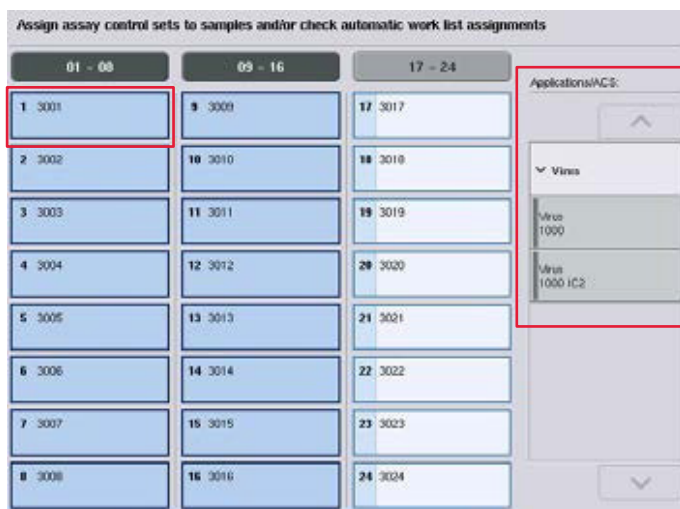 Assign assay control sets to samples and/or check automatic work list assignments
01 - 08
09 - 16
17 - 24
Applications/ACS:
1 3001
9 3009
17 3017
2 3002
10 3010
18 3018
Virus
3 3003
11 3011
19 3019
Virus
1000
4 3004
12 3012
20 3020
Virus
1000 IC2
5 3005
13 3013
21 3021
6 3006
14 3014
22 3022
7 3007
15 3015
23 3023
8 3008
16 3016
24 3024